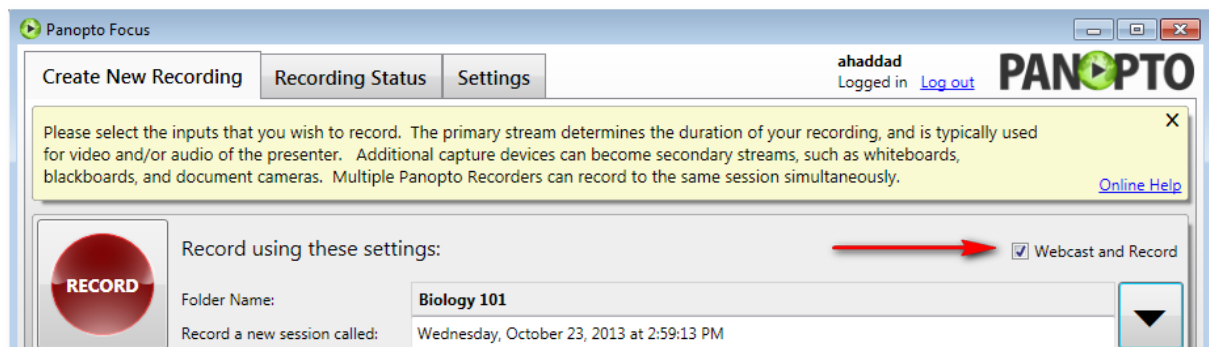 Panopto Focus
Create New Recording Recording Status Settings
ahaddad
Logged in Log out
PANOPTO
Please select the inputs that you wish to record. The primary stream determines the duration of your recording, and is typically used
for video and/or audio of the presenter. Additional capture devices can become secondary streams, such as whiteboards,
blackboards, and document cameras. Multiple Panopto Recorders can record to the same session simultaneously.
X
Online Help
RECORD
Record using these settings:
Webcast and Record
Folder Name: Biology 101
Record a new session called: Wednesday, October 23, 2013 at 2:59:13 PM